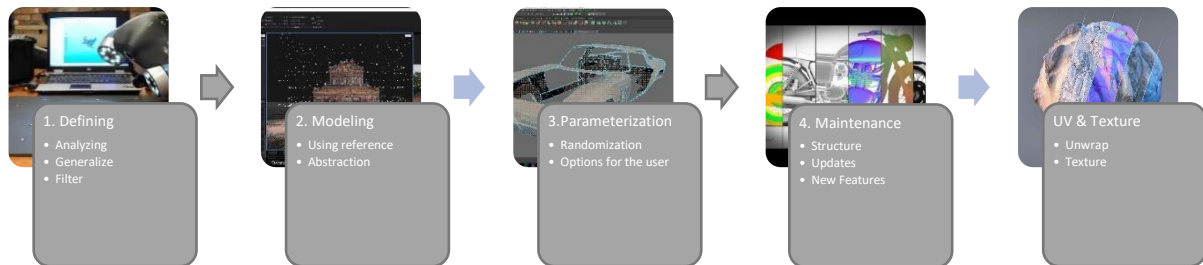 1. Defining
• Analyzing
• Generalize
• Filter
2. Modeling
• Using reference
• Abstraction
3.Parameterization
• Randomization
• Options for the user
4. Maintenance
• Structure
• Updates
• New Features
UV & Texture
• Unwrap
• Texture